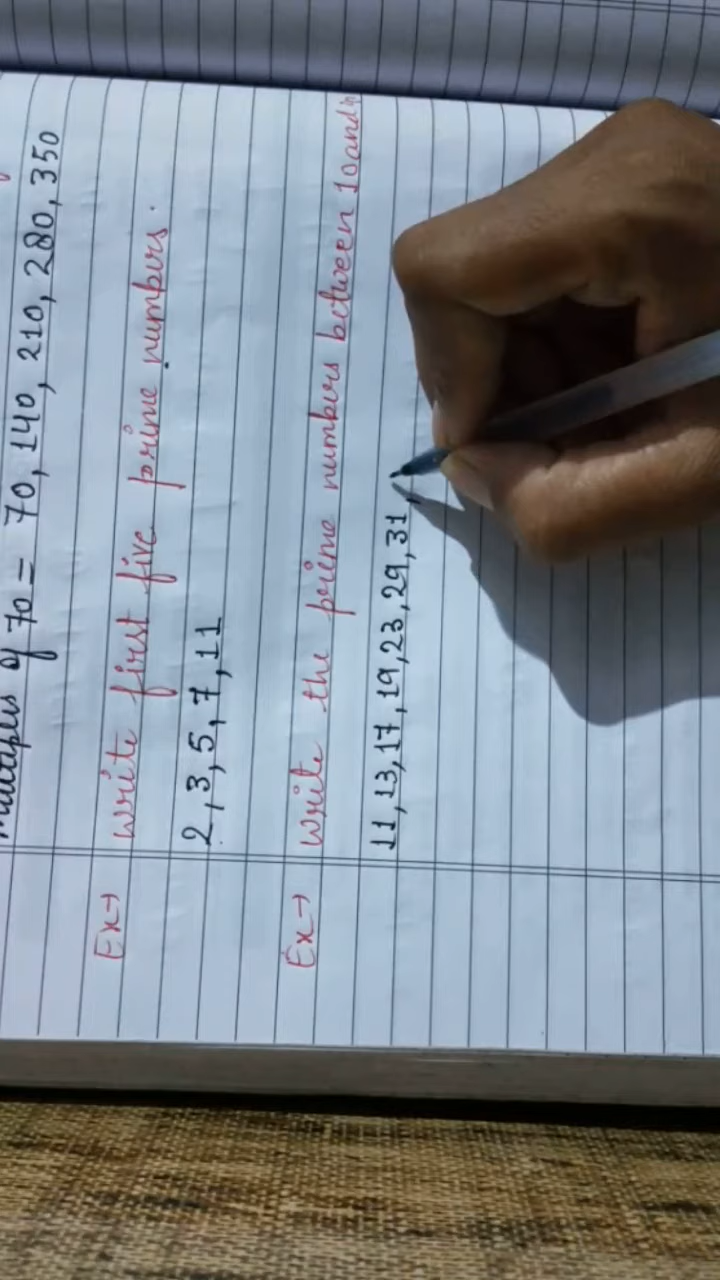 Multiples of 70 = 70, 140, 210, 280, 350
Ex→ Write first five prime numbers.
2, 3, 5, 7, 11
Ex→ Write the prime numbers between 10 and
11, 13, 17, 19, 23, 29, 31,